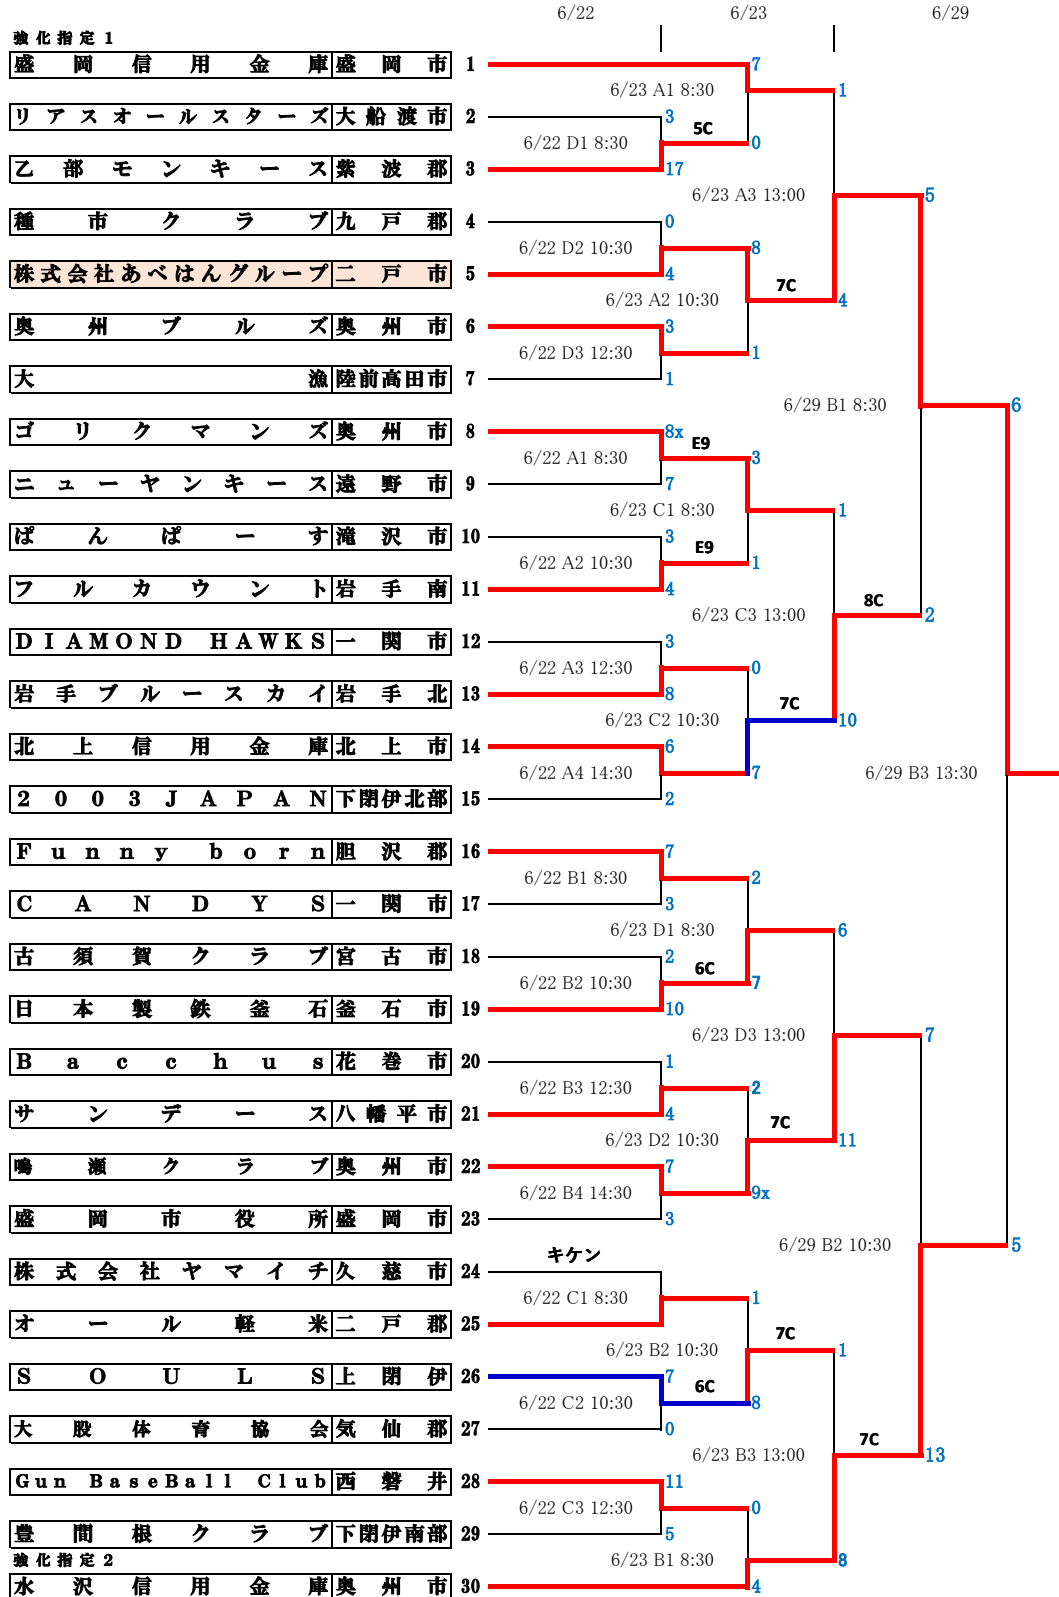 6/22 6/23 6/29
強化指定1
盛岡信用金庫 盛岡市 1 7
6/23 A1 8:30 1
リアスオールスターズ 大船渡市 2 3
6/22 D1 8:30 5C 0
乙部モンキース 紫波郡 3 17
6/23 A3 13:00 5
種市クラブ 九戸郡 4 0
6/22 D2 10:30 8
株式会社あべはんグループ 二戸市 5 4
7C
6/23 A2 10:30 4
奥州ブルズ 奥州市 6 3
6/22 D3 12:30 1
大漁 陸前高田市 7 1
6/29 B1 8:30 6
ゴリクマンズ 奥州市 8 8x
E9
6/22 A1 8:30 3
ニューヤンキース 遠野市 9 7
6/23 C1 8:30 1
ぱんぱーす 滝沢市 10 3
E9
6/22 A2 10:30 1
フルカウント 岩手南 11 4
8C
6/23 C3 13:00 2
DIAMOND HAWKS 一関市 12 3
6/22 A3 12:30 0
岩手ブルースカイ 岩手北 13 8
7C
6/23 C2 10:30 10
北上信用金庫 北上市 14 6
6/22 A4 14:30 7
6/29 B3 13:30
2003JAPAN 下閉伊北部 15 2
Funny born 胆沢郡 16 7
6/22 B1 8:30 2
CANDYS 一関市 17 3
6/23 D1 8:30 6
古須賀クラブ 宮古市 18 2
6C
6/22 B2 10:30 7
日本製鉄釜石 釜石市 19 10
6/23 D3 13:00 7
Bacchus 花巻市 20 1
6/22 B3 12:30 2
サンデース 八幡平市 21 4
7C
6/23 D2 10:30 11
鳴瀬クラブ 奥州市 22 7
6/22 B4 14:30 9x
盛岡市役所 盛岡市 23 3
6/29 B2 10:30 5
キケン
株式会社ヤマイチ 久慈市 24
6/22 C1 8:30 1
オール軽米 二戸郡 25
7C
6/23 B2 10:30 1
SOULS 上閉伊 26 7
6C
6/22 C2 10:30 8
大股体育協会 気仙郡 27 0
7C
6/23 B3 13:00 13
Gun BaseBall Club 西磐井 28 11
6/22 C3 12:30 0
豊間根クラブ 下閉伊南部 29 5
強化指定2
6/23 B1 8:30 8
水沢信用金庫 奥州市 30 4